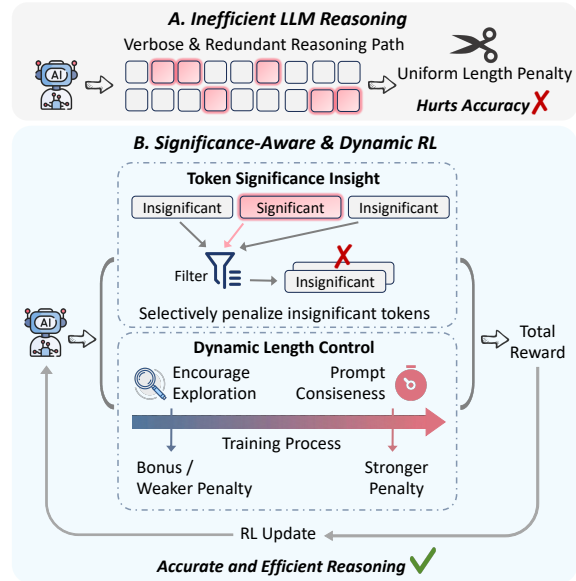 A. Inefficient LLM Reasoning
Verbose & Redundant Reasoning Path
AI
Uniform Length Penalty
Hurts Accuracy
B. Significance-Aware & Dynamic RL
Token Significance Insight
Insignificant
Significant
Insignificant
Filter
Insignificant
Selectively penalize insignificant tokens
AI
Total
Reward
Dynamic Length Control
Encourage
Exploration
Prompt
Consiseness
Training Process
Bonus /
Weaker Penalty
Stronger
Penalty
RL Update
Accurate and Efficient Reasoning